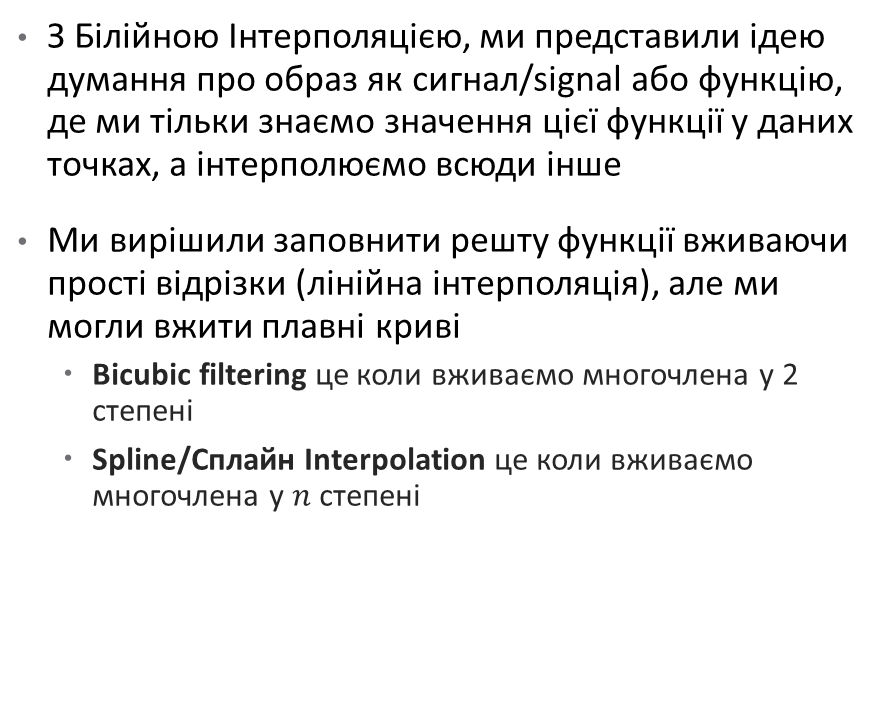 • З Білійною Інтерполяцією, ми представили ідею
думання про образ як сигнал/signal або функцію,
де ми тільки знаємо значення цієї функції у даних
точках, а інтерполюємо всюди інше
• Ми вирішили заповнити решту функції вживаючи
прості відрізки (лінійна інтерполяція), але ми
могли вжити плавні криві
• Bicubic filtering це коли вживаємо многочлена у 2
степені
• Spline/Сплайн Interpolation це коли вживаємо
многочлена у 𝑛 степені